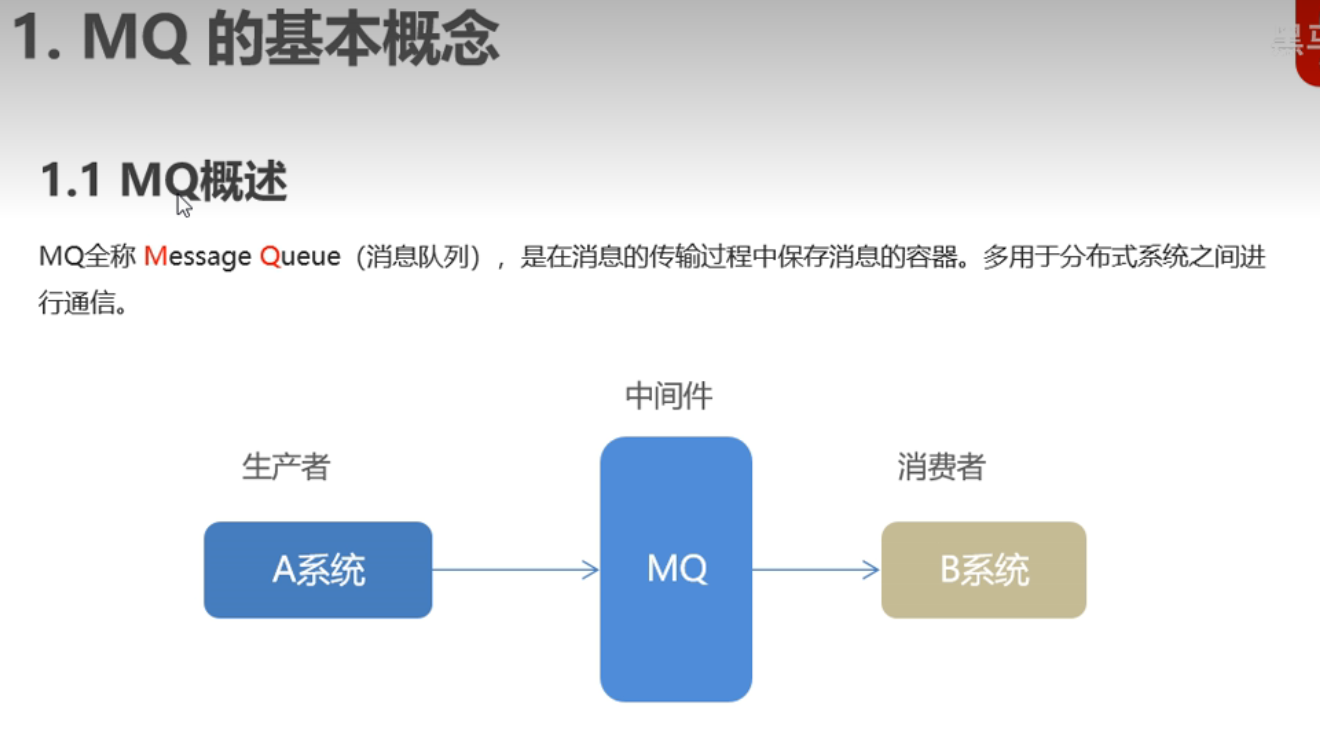 1. MQ 的基本概念
1.1 MQ概述
MQ全称 Message Queue（消息队列），是在消息的传输过程中保存消息的容器。多用于分布式系统之间进
行通信。
中间件
生产者
消费者
A系统
MQ
B系统